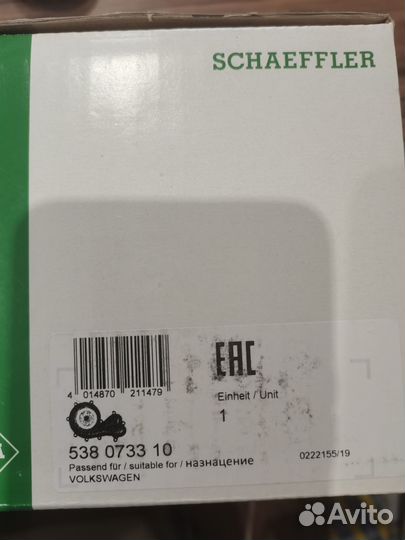 SCHAEFFLER
4 014870 211479
EAC
Einheit / Unit
1
538 0733 10
Passend für / suitable for / назнацение
VOLKSWAGEN
0222155/19
Avito